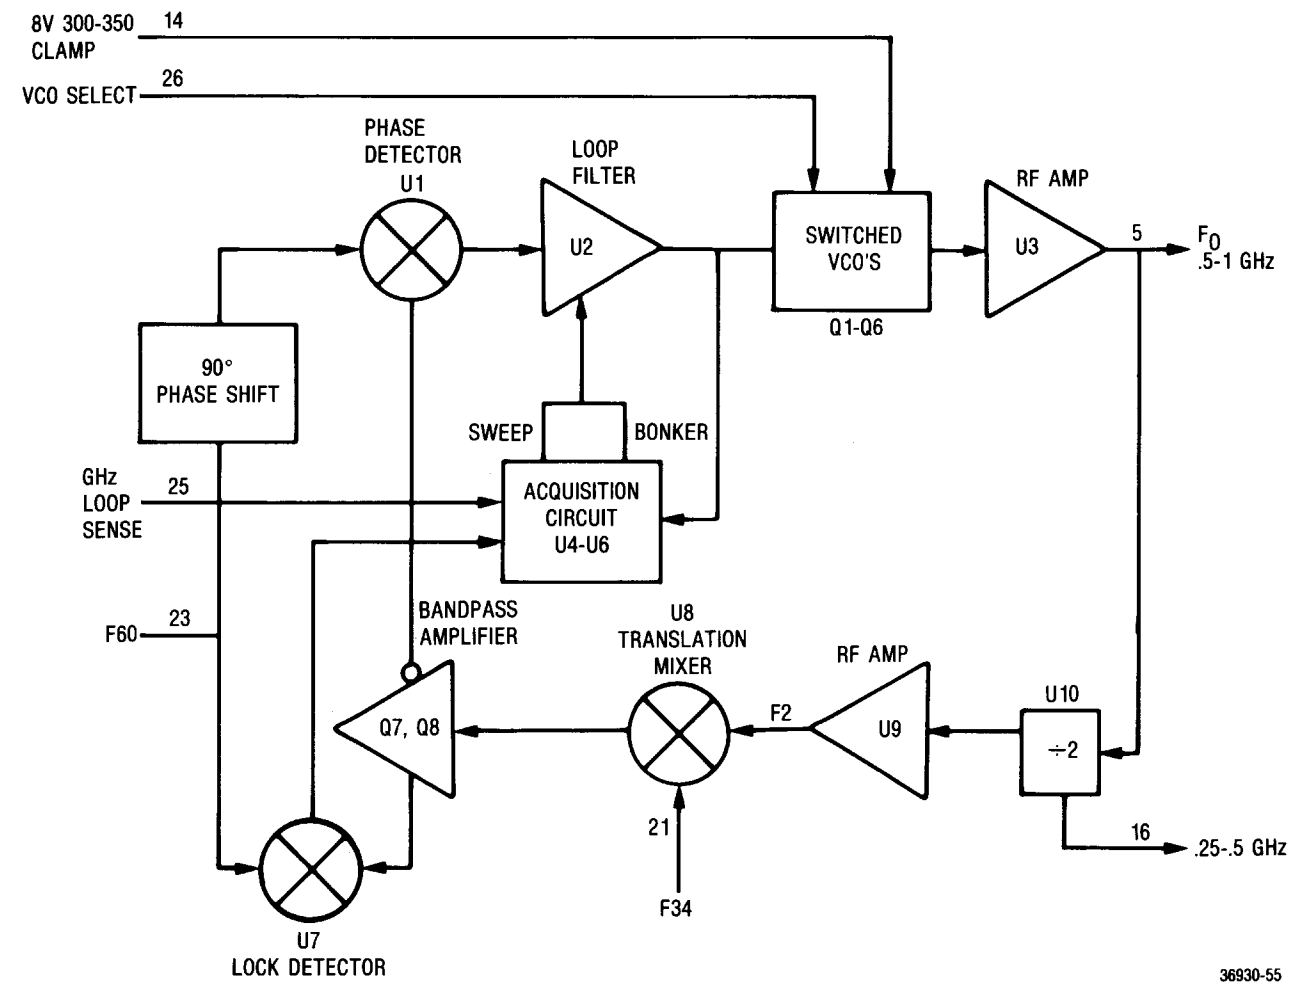 8V 300-350
CLAMP
14
VCO SELECT
26
PHASE
DETECTOR
U1
LOOP
FILTER
U2
SWITCHED
VCO'S
Q1-Q6
RF AMP
U3
5
FO
.5-1 GHz
90°
PHASE SHIFT
SWEEP
BONKER
GHz
LOOP
SENSE
25
ACQUISITION
CIRCUIT
U4-U6
F60
23
BANDPASS
AMPLIFIER
Q7, Q8
U8
TRANSLATION
MIXER
F2
RF AMP
U9
U10
÷2
21
F34
16
.25-.5 GHz
U7
LOCK DETECTOR
36930-55